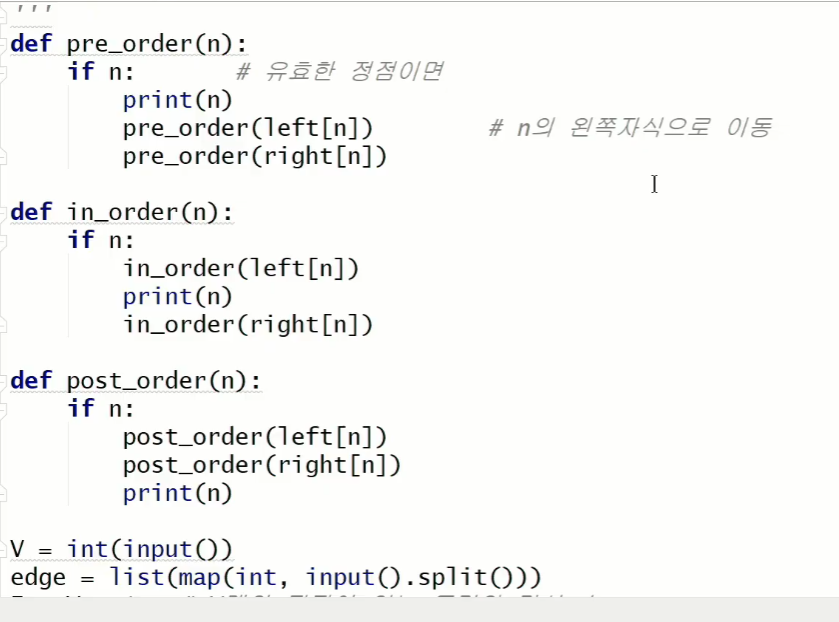 '''
def pre_order(n):
    if n:       # 유효한 정점이면
        print(n)
        pre_order(left[n])        # n의 왼쪽자식으로 이동
        pre_order(right[n])
def in_order(n):
    if n:
        in_order(left[n])
        print(n)
        in_order(right[n])
def post_order(n):
    if n:
        post_order(left[n])
        post_order(right[n])
        print(n)
V = int(input())
edge = list(map(int, input().split()))